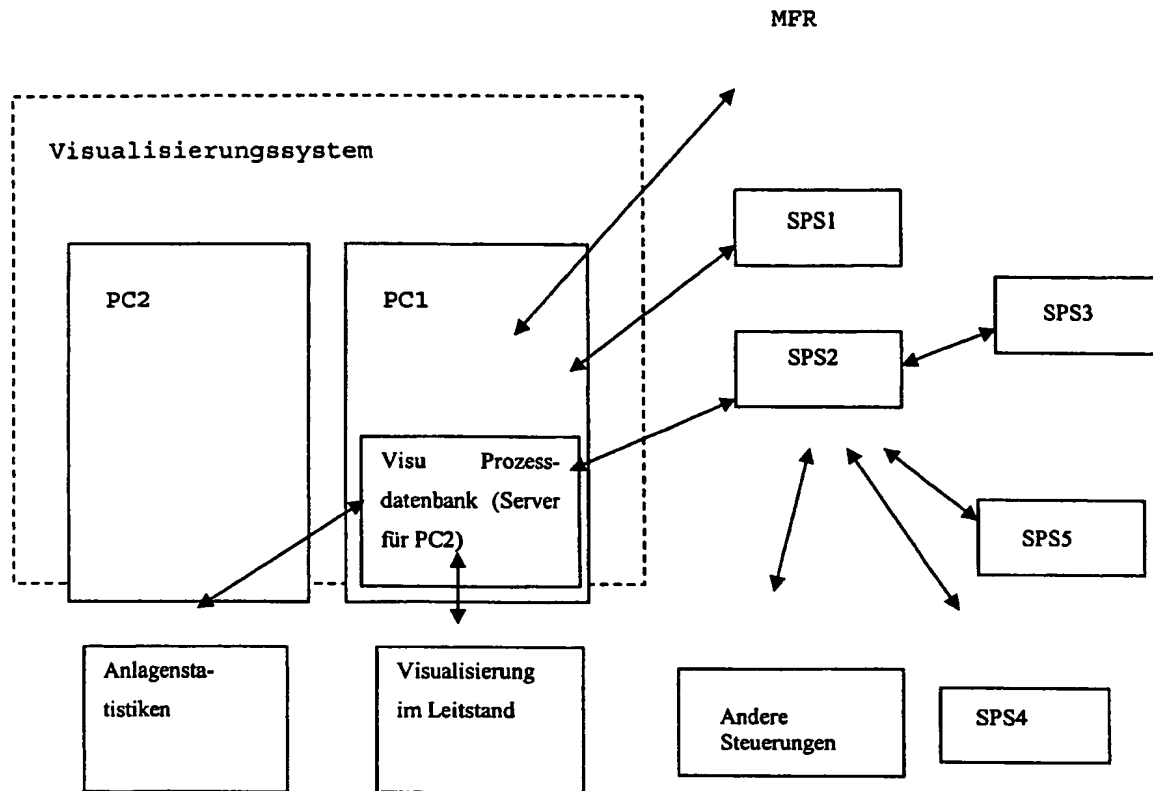 MFR
Visualisierungssystem
SPS1
PC2
PC1
SPS3
SPS2
Visu Prozess-
datenbank (Server
für PC2)
SPS5
Anlagensta-
tistiken
Visualisierung
im Leitstand
Andere
Steuerungen
SPS4